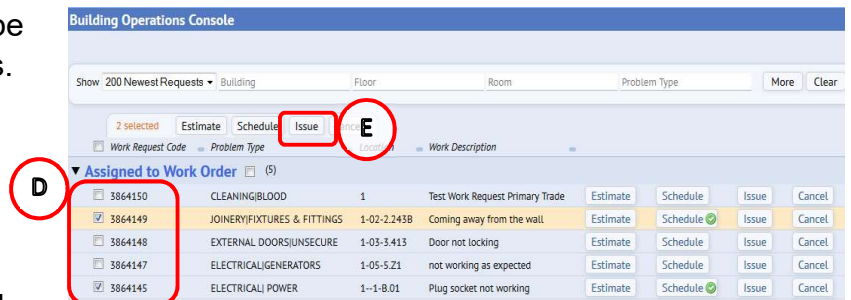 be
s.
Building Operations Console
Show 200 Newest Requests Building Floor Room Problem Type More Clear
2 selected Estimate Schedule Issue
E
Work Request Code Problem Type Location Work Description
Assigned to Work Order (5)
D
3864150 CLEANING|BLOOD 1 Test Work Request Primary Trade Estimate Schedule Issue Cancel
3864149 JOINERY|FIXTURES & FITTINGS 1-02-2.243B Coming away from the wall Estimate Schedule Issue Cancel
3864148 EXTERNAL DOORS|UNSECURE 1-03-3.413 Door not locking Estimate Schedule Issue Cancel
3864147 ELECTRICAL|GENERATORS 1-05-5.Z1 not working as expected Estimate Schedule Issue Cancel
3864145 ELECTRICAL| POWER 1--1-B.01 Plug socket not working Estimate Schedule Issue Cancel